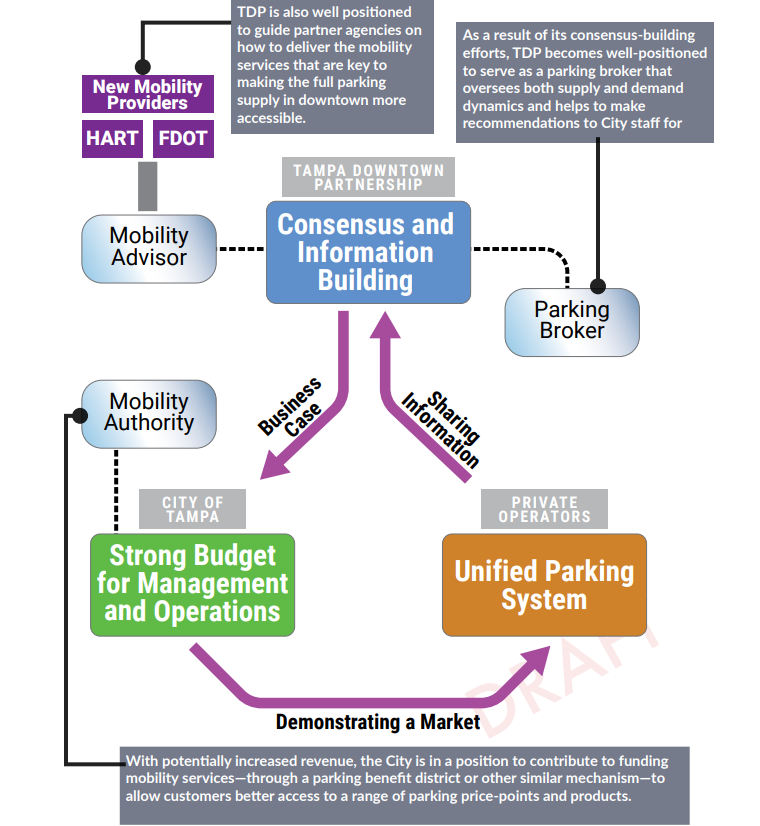 TDP is also well positioned
to guide partner agencies on
how to deliver the mobility
services that are key to
making the full parking
supply in downtown more
accessible.
As a result of its consensus-building
efforts, TDP becomes well-positioned
to serve as a parking broker that
oversees both supply and demand
dynamics and helps to make
recommendations to City staff for
New Mobility
Providers
HART
FDOT
TAMPA DOWNTOWN
PARTNERSHIP
Consensus and
Information
Building
Mobility
Advisor
Parking
Broker
Mobility
Authority
Business
Case
Sharing
Information
CITY OF
TAMPA
Strong Budget
for Management
and Operations
PRIVATE
OPERATORS
Unified Parking
System
DRAFT
Demonstrating a Market
With potentially increased revenue, the City is in a position to contribute to funding
mobility services—through a parking benefit district or other similar mechanism—to
allow customers better access to a range of parking price-points and products.